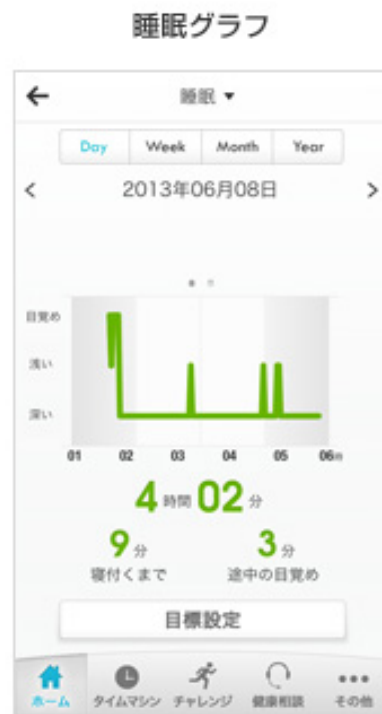 睡眠グラフ
睡眠 ▼
Day Week Month Year
2013年06月08日
目覚め
浅い
深い
01 02 03 04 05 06時
4時間02分
9分 3分
寝付くまで 途中の目覚め
目標設定
ホーム タイムマシン チャレンジ 健康相談 その他